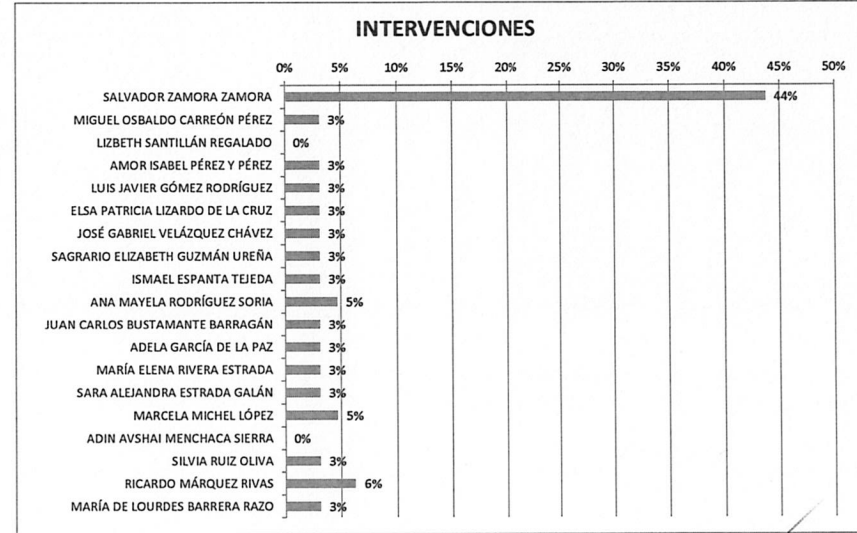 INTERVENCIONES
0% 5% 10% 15% 20% 25% 30% 35% 40% 45% 50%
SALVADOR ZAMORA ZAMORA 44%
MIGUEL OSBALDO CARREÓN PÉREZ 3%
LIZBETH SANTILLÁN REGALADO 0%
AMOR ISABEL PÉREZ Y PÉREZ 3%
LUIS JAVIER GÓMEZ RODRÍGUEZ 3%
ELSA PATRICIA LIZARDO DE LA CRUZ 3%
JOSÉ GABRIEL VELÁZQUEZ CHÁVEZ 3%
SAGRARIO ELIZABETH GUZMÁN UREÑA 3%
ISMAEL ESPANTA TEJEDA 3%
ANA MAYELA RODRÍGUEZ SORIA 5%
JUAN CARLOS BUSTAMANTE BARRAGÁN 3%
ADELA GARCÍA DE LA PAZ 3%
MARÍA ELENA RIVERA ESTRADA 3%
SARA ALEJANDRA ESTRADA GALÁN 3%
MARCELA MICHEL LÓPEZ 5%
ADIN AVSHAI MENCHACA SIERRA 0%
SILVIA RUIZ OLIVA 3%
RICARDO MÁRQUEZ RIVAS 6%
MARÍA DE LOURDES BARRERA RAZO 3%